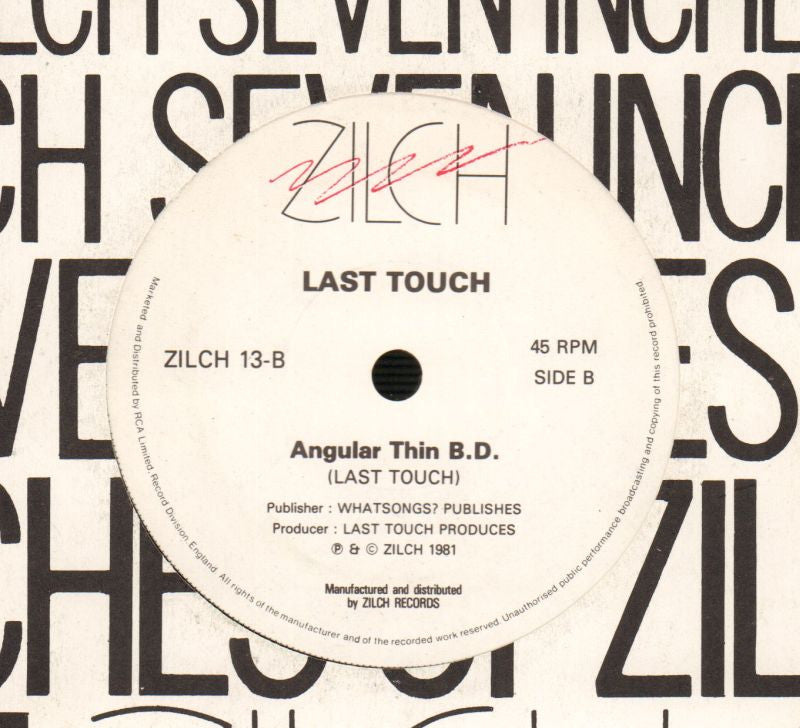 ZILCH SEVEN INCHE
CH SEVEN INCH
VE
ES
CHES OF ZIL
ZILCH
LAST TOUCH
ZILCH 13-B
45 RPM
SIDE B
Angular Thin B.D.
(LAST TOUCH)
Publisher : WHATSONGS? PUBLISHES
Producer : LAST TOUCH PRODUCES
℗ & © ZILCH 1981
Manufactured and distributed
by ZILCH RECORDS
Marketed and Distributed by RCA Limited, Record Division, England. All rights of the manufacturer and of the recorded work reserved. Unauthorised public performance broadcasting and copying of this record prohibited.